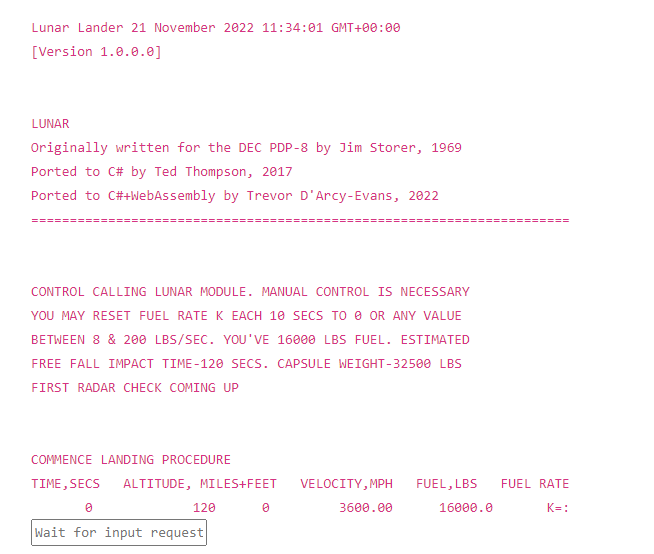 Lunar Lander 21 November 2022 11:34:01 GMT+00:00
[Version 1.0.0.0]
LUNAR
Originally written for the DEC PDP-8 by Jim Storer, 1969
Ported to C# by Ted Thompson, 2017
Ported to C#+WebAssembly by Trevor D'Arcy-Evans, 2022
======================================================================
CONTROL CALLING LUNAR MODULE. MANUAL CONTROL IS NECESSARY
YOU MAY RESET FUEL RATE K EACH 10 SECS TO 0 OR ANY VALUE
BETWEEN 8 & 200 LBS/SEC. YOU'VE 16000 LBS FUEL. ESTIMATED
FREE FALL IMPACT TIME-120 SECS. CAPSULE WEIGHT-32500 LBS
FIRST RADAR CHECK COMING UP
COMMENCE LANDING PROCEDURE
TIME,SECS   ALTITUDE, MILES+FEET   VELOCITY,MPH   FUEL,LBS   FUEL RATE
       0             120      0         3600.00      16000.0       K=:
Wait for input request